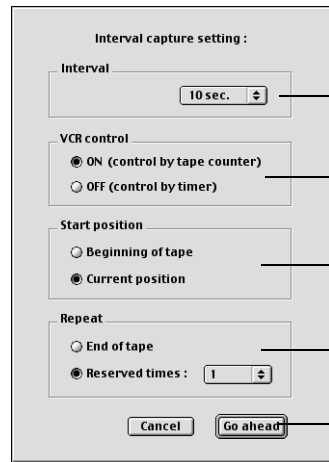 Interval capture setting :
Interval
10 sec.
VCR control
ON (control by tape counter)
OFF (control by timer)
Start position
Beginning of tape
Current position
Repeat
End of tape
Reserved times : 1
Cancel Go ahead